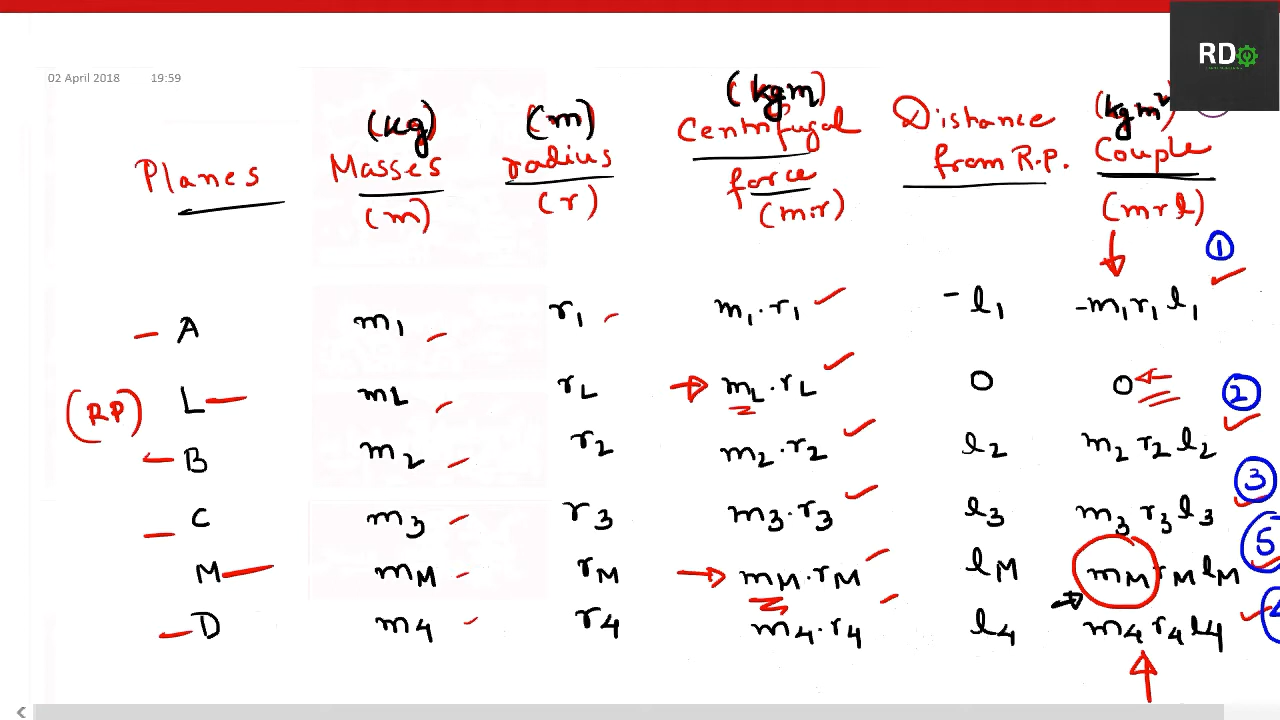 RD
02 April 2018 19:59
Planes
(kg)
Masses
(m)
(m)
radius
(r)
(kgm)
Centrifugal
force
(m.r)
Distance
from R.P.
(kgm²
Couple
(mrl)
①
A m₁ r₁ m₁.r₁ -l₁ -m₁r₁l₁
(RP) L mL rL mL.rL 0 0 ②
B m₂ r₂ m₂.r₂ l₂ m₂r₂l₂
C m₃ r₃ m₃.r₃ l₃ m₃r₃l₃ ③
M mM rM mM.rM lM mMrMlM ⑤
D m₄ r₄ m₄.r₄ l₄ m₄r₄l₄ ④